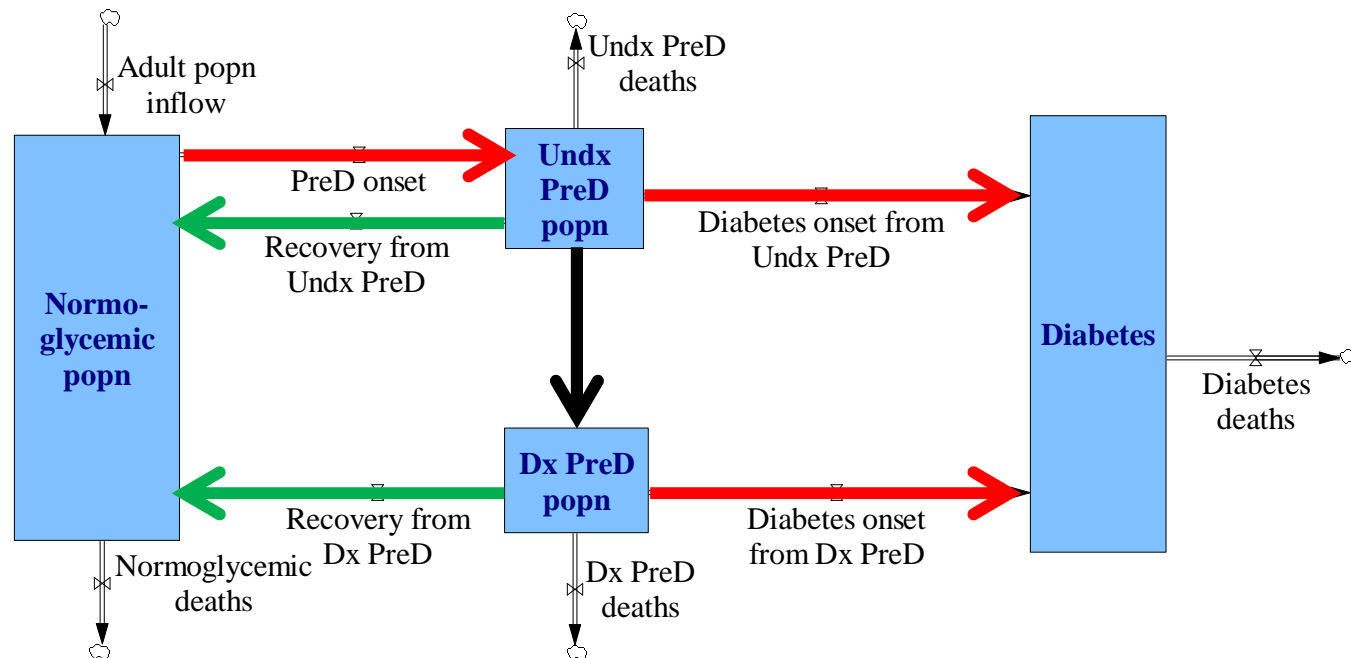 Adult popn
inflow
Undx PreD
deaths
PreD onset
Undx
PreD
popn
Recovery from
Undx PreD
Diabetes onset from
Undx PreD
Normo-
glycemic
popn
Diabetes
Diabetes
deaths
Dx PreD
popn
Recovery from
Dx PreD
Diabetes onset
from Dx PreD
Normoglycemic
deaths
Dx PreD
deaths